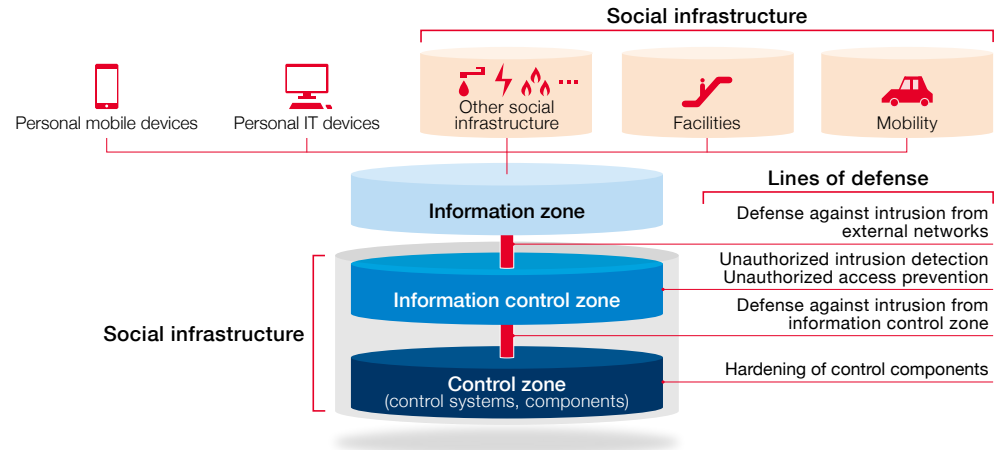 Social infrastructure
Personal mobile devices
Personal IT devices
Other social
infrastructure
Facilities
Mobility
Lines of defense
Information zone
Defense against intrusion from
external networks
Unauthorized intrusion detection
Unauthorized access prevention
Information control zone
Defense against intrusion from
information control zone
Social infrastructure
Hardening of control components
Control zone
(control systems, components)